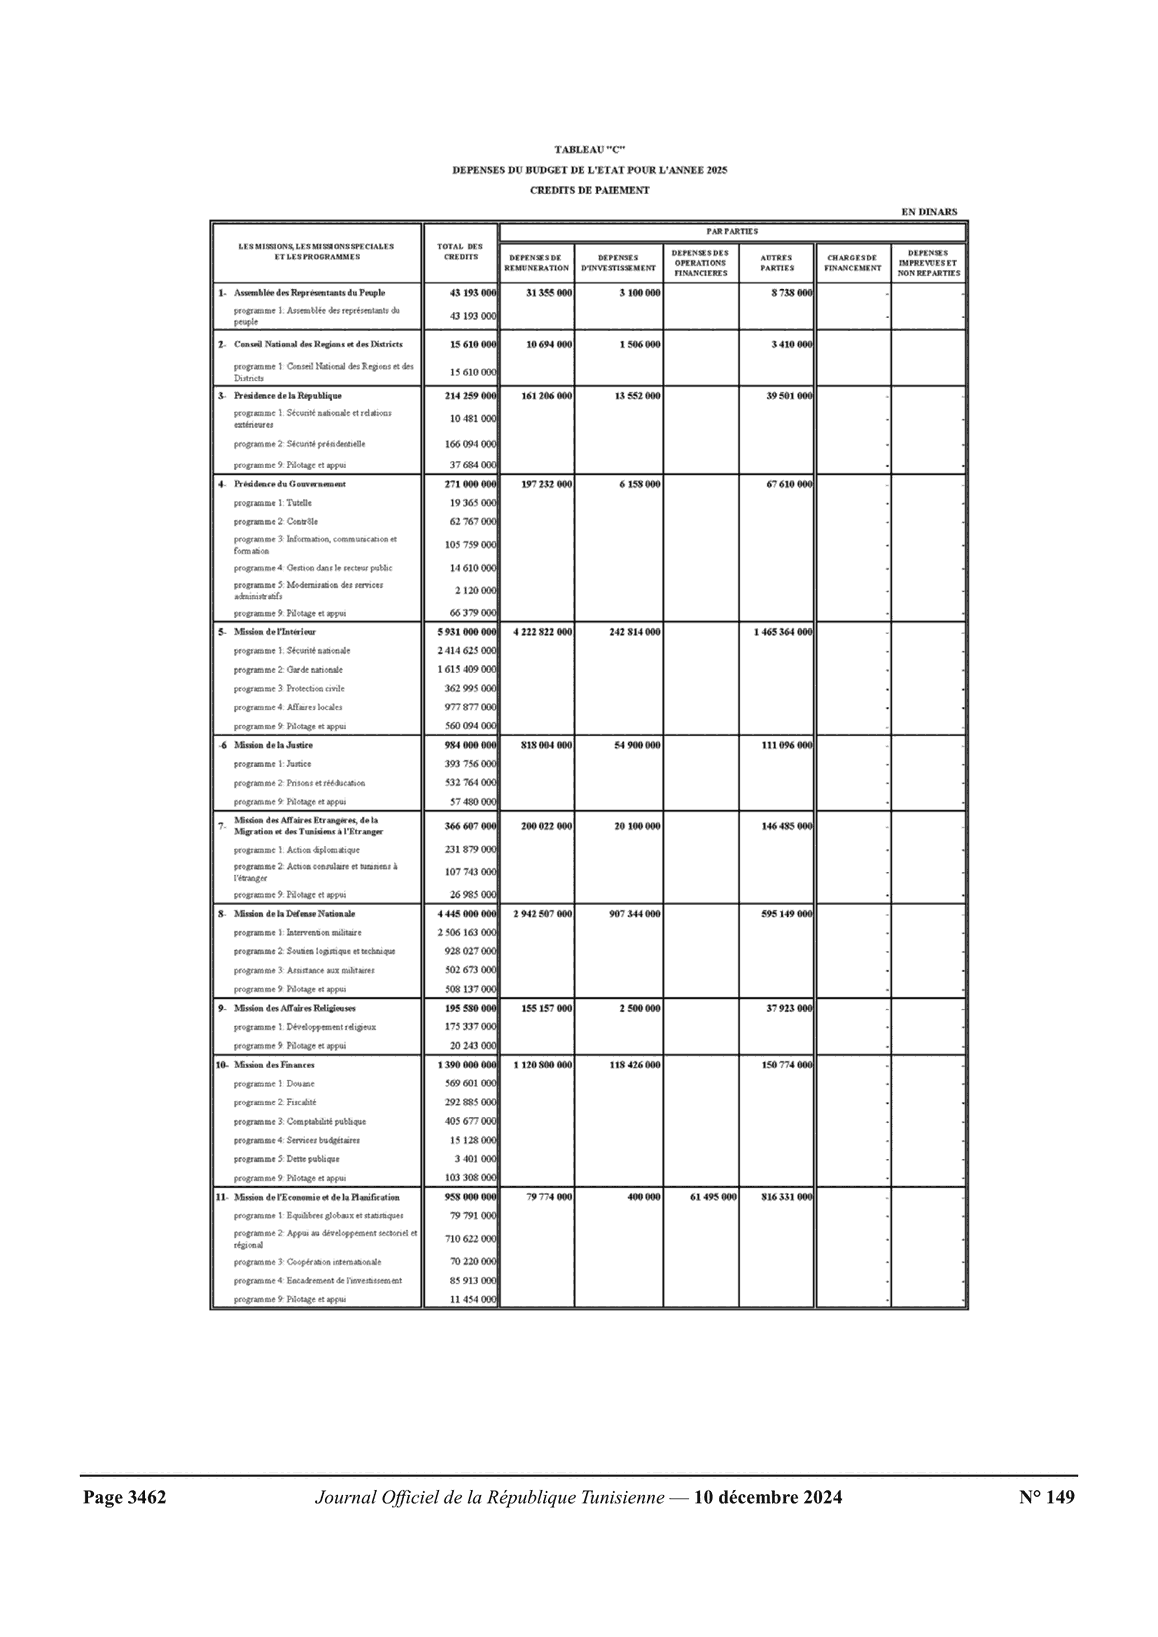 TABLEAU "C"
DEPENSES DU BUDGET DE L'ETAT POUR L'ANNEE 2025
CREDITS DE PAIEMENT
EN DINARS
LES MISSIONS, LES MISSIONS SPECIALES ET LES PROGRAMMES
TOTAL DES CREDITS
PAR PARTIES
DEPENSES DE REMUNERATION
DEPENSES D'INVESTISSEMENT
DEPENSES DES OPERATIONS FINANCIERES
AUTRES PARTIES
CHARGES DE FINANCEMENT
DEPENSES IMPREVUES ET NON REPARTIES
1- Assemblée des Représentants du Peuple 43 193 000 31 355 000 3 100 000 8 738 000 - -
programme 1: Assemblée des représentants du peuple 43 193 000 - -
2- Conseil National des Regions et des Districts 15 610 000 10 694 000 1 506 000 3 410 000
programme 1: Conseil National des Regions et des Districts 15 610 000
3- Présidence de la République 214 259 000 161 206 000 13 552 000 39 501 000 - -
programme 1: Sécurité nationale et relations extérieures 10 481 000 - -
programme 2: Sécurité présidentielle 166 094 000 - -
programme 9: Pilotage et appui 37 684 000 - -
4- Présidence du Gouvernement 271 000 000 197 232 000 6 158 000 67 610 000 - -
programme 1: Tutelle 19 365 000 - -
programme 2: Contrôle 62 767 000 - -
programme 3: Information, communication et formation 105 759 000 - -
programme 4: Gestion dans le secteur public 14 610 000 - -
programme 5: Modernisation des services administratifs 2 120 000 - -
programme 9: Pilotage et appui 66 379 000 - -
5- Mission de l'Intérieur 5 931 000 000 4 222 822 000 242 814 000 1 465 364 000 - -
programme 1: Sécurité nationale 2 414 625 000 - -
programme 2: Garde nationale 1 615 409 000 - -
programme 3: Protection civile 362 995 000 - -
programme 4: Affaires locales 977 877 000 - -
programme 9: Pilotage et appui 560 094 000 - -
-6 Mission de la Justice 984 000 000 818 004 000 54 900 000 111 096 000 - -
programme 1: Justice 393 756 000 - -
programme 2: Prisons et rééducation 532 764 000 - -
programme 9: Pilotage et appui 57 480 000 - -
7- Mission des Affaires Etrangères, de la Migration et des Tunisiens à l'Etranger 366 607 000 200 022 000 20 100 000 146 485 000 - -
programme 1: Action diplomatique 231 879 000 - -
programme 2: Action consulaire et tunisiens à l'étranger 107 743 000 - -
programme 9: Pilotage et appui 26 985 000 - -
8- Mission de la Défense Nationale 4 445 000 000 2 942 507 000 907 344 000 595 149 000 - -
programme 1: Intervention militaire 2 506 163 000 - -
programme 2: Soutien logistique et technique 928 027 000 - -
programme 3: Assistance aux militaires 502 673 000 - -
programme 9: Pilotage et appui 508 137 000 - -
9- Mission des Affaires Religieuses 195 580 000 155 157 000 2 500 000 37 923 000 - -
programme 1: Développement religieux 175 337 000 - -
programme 9: Pilotage et appui 20 243 000 - -
10- Mission des Finances 1 390 000 000 1 120 800 000 118 426 000 150 774 000 - -
programme 1: Douane 569 601 000 - -
programme 2: Fiscalité 292 885 000 - -
programme 3: Comptabilité publique 405 677 000 - -
programme 4: Services budgétaires 15 128 000 - -
programme 5: Dette publique 3 401 000 - -
programme 9: Pilotage et appui 103 308 000 - -
11- Mission de l'Economie et de la Planification 958 000 000 79 774 000 400 000 61 495 000 816 331 000 - -
programme 1: Equilibres globaux et statistiques 79 791 000 - -
programme 2: Appui au développement sectoriel et régional 710 622 000 - -
programme 3: Coopération internationale 70 220 000 - -
programme 4: Encadrement de l'investissement 85 913 000 - -
programme 9: Pilotage et appui 11 454 000 - -
Page 3462 Journal Officiel de la République Tunisienne — 10 décembre 2024 N° 149